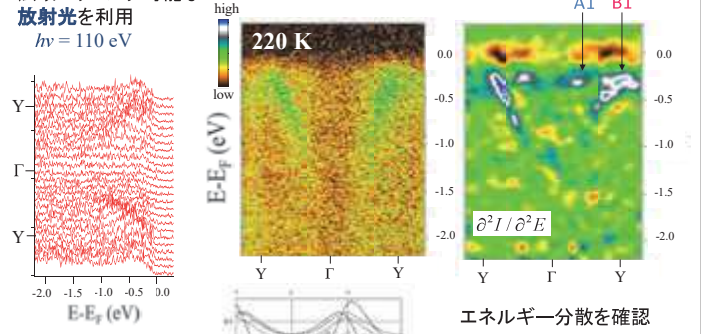 放射光を利用
hν = 110 eV
high
low
220 K
A1
B1
Y
Γ
Y
-2.0 -1.5 -1.0 -0.5 0.0
E-E_F (eV)
E-E_F (eV)
0.0
-0.5
-1.0
-1.5
-2.0
Y Γ Y
0.0
-0.5
-1.0
-1.5
-2.0
∂²I/∂²E
Y Γ Y
エネルギー分散を確認